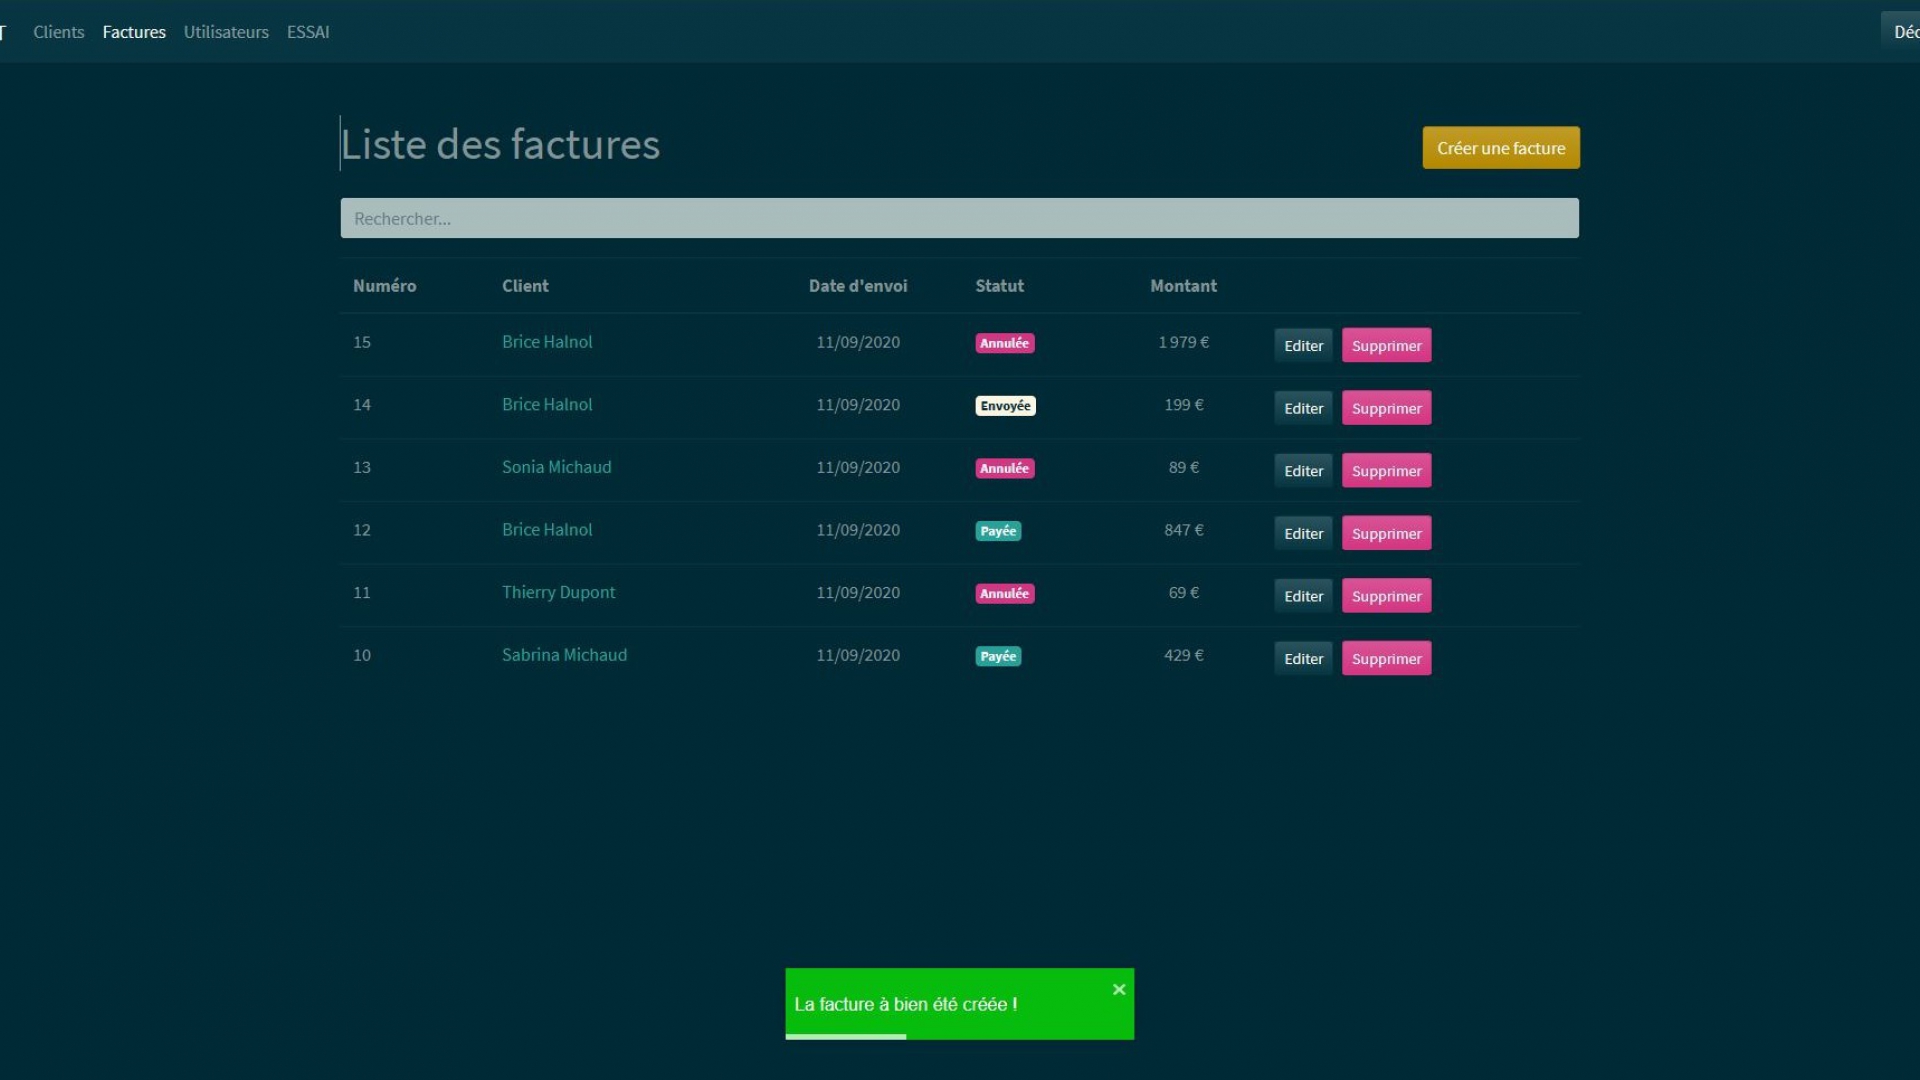 T Clients Factures Utilisateurs ESSAI Déc
Liste des factures Créer une facture
Rechercher...
Numéro Client Date d'envoi Statut Montant
15 Brice Halnol 11/09/2020 Annulée 1 979 € Editer Supprimer
14 Brice Halnol 11/09/2020 Envoyée 199 € Editer Supprimer
13 Sonia Michaud 11/09/2020 Annulée 89 € Editer Supprimer
12 Brice Halnol 11/09/2020 Payée 847 € Editer Supprimer
11 Thierry Dupont 11/09/2020 Annulée 69 € Editer Supprimer
10 Sabrina Michaud 11/09/2020 Payée 429 € Editer Supprimer
La facture à bien été créée !